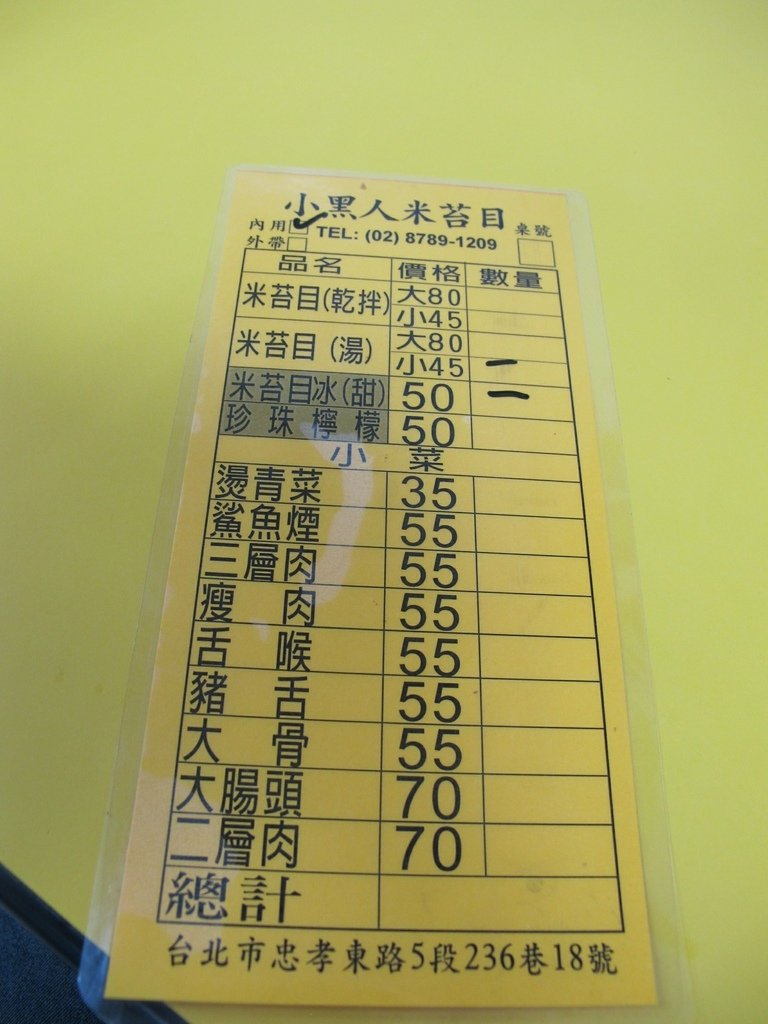 小黑人米苔目
內用 ✓ TEL: (02) 8789-1209 桌號
外帶
品名 價格 數量
米苔目(乾拌) 大80
小45
米苔目(湯) 大80
小45 一
米苔目冰(甜) 50 一
珍珠檸檬 50
小菜
燙青菜 35
鯊魚煙 55
三層肉 55
瘦肉 55
舌喉 55
豬舌 55
大骨 55
大腸頭 70
二層肉 70
總計
台北市忠孝東路5段236巷18號